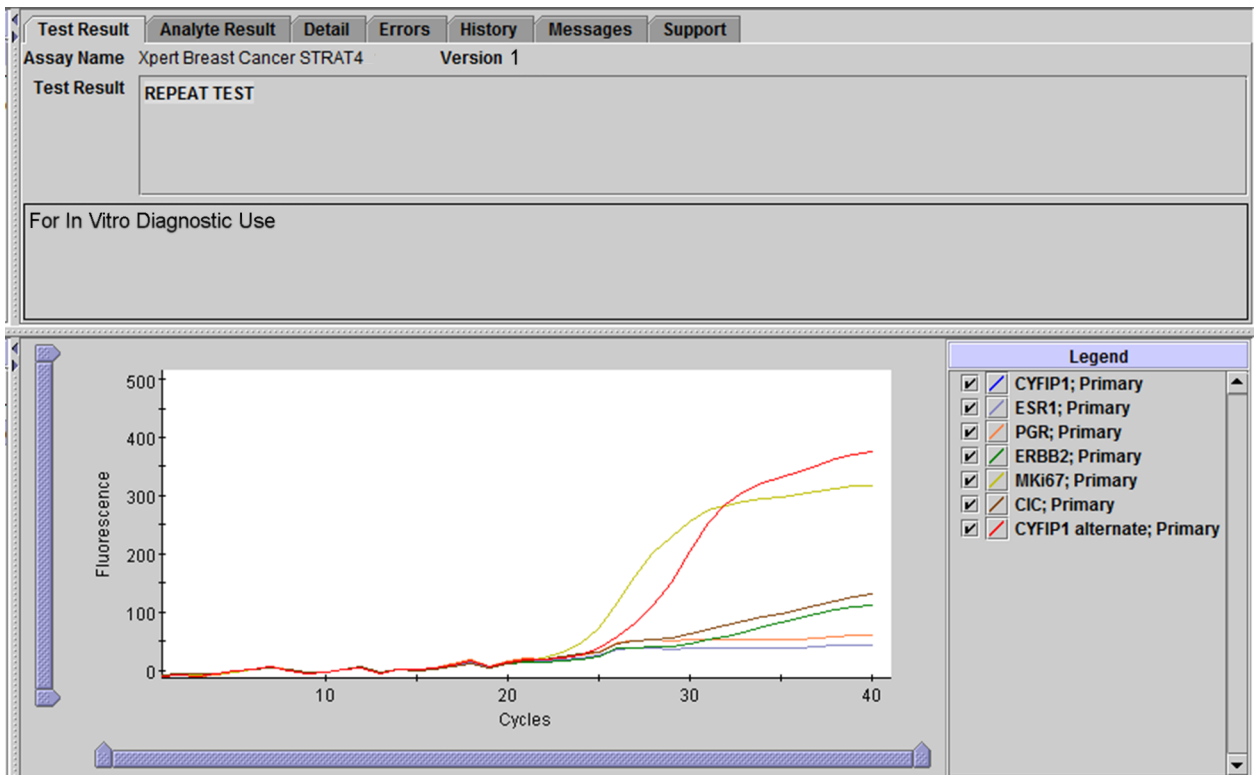 Test Result Analyte Result Detail Errors History Messages Support
Assay Name Xpert Breast Cancer STRAT4 Version 1
Test Result REPEAT TEST
For In Vitro Diagnostic Use
Legend
CYFIP1; Primary
ESR1; Primary
PGR; Primary
ERBB2; Primary
MKi67; Primary
CIC; Primary
CYFIP1 alternate; Primary
500
400
300
200
100
0
Fluorescence
10 20 30 40
Cycles